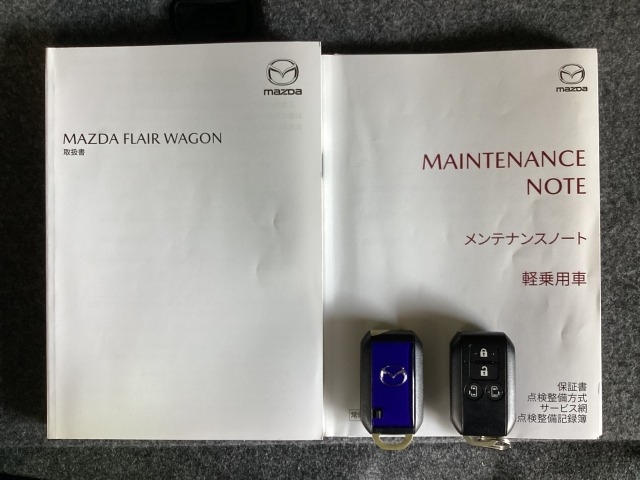 mazda
MAZDA FLAIR WAGON
取扱書
mazda
MAINTENANCE
NOTE
メンテナンスノート
軽乗用車
保証書
点検整備方式
サービス網
点検整備記録簿